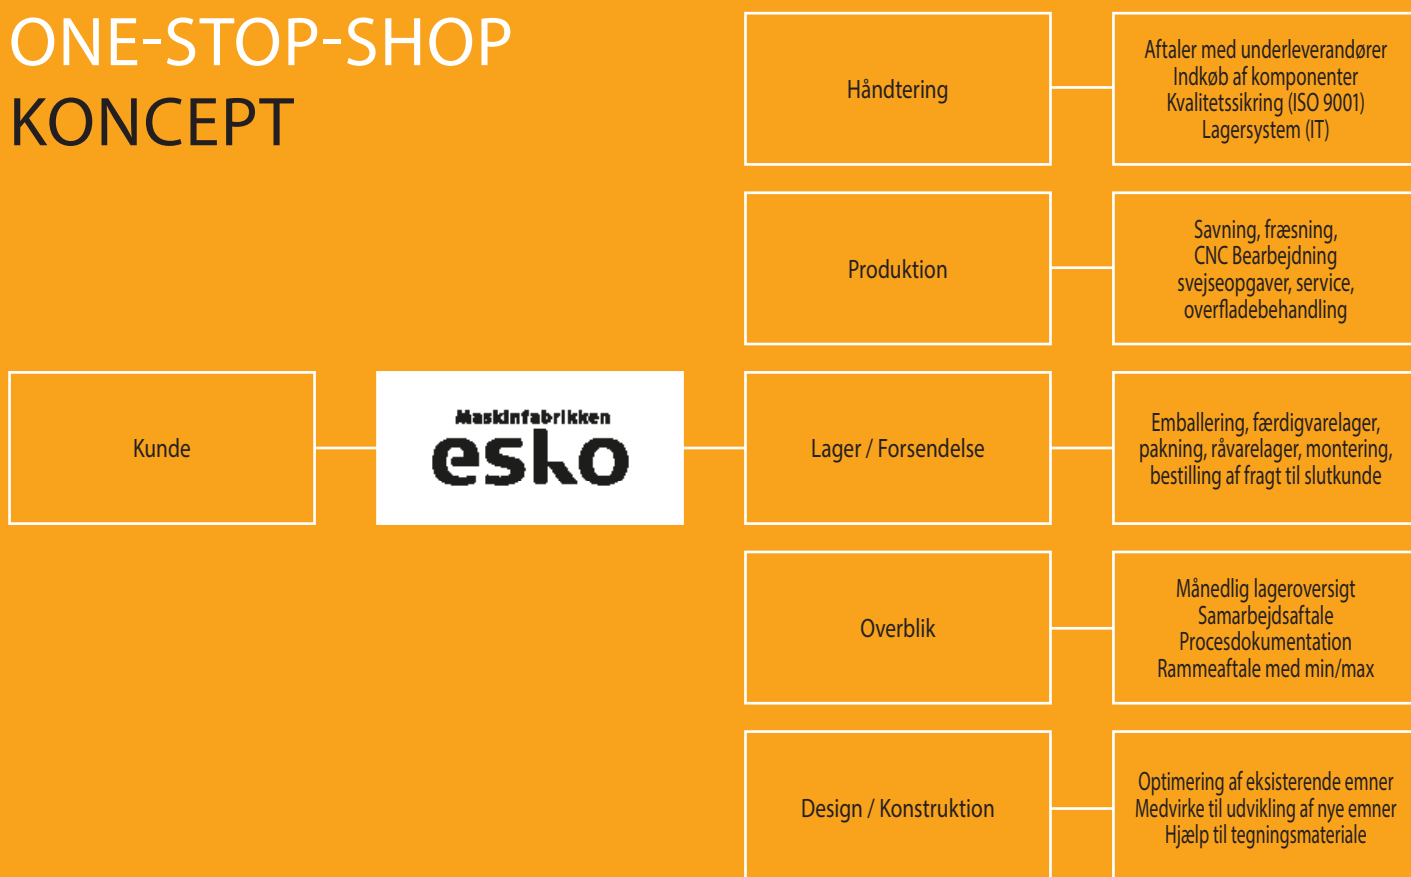 ONE-STOP-SHOP
KONCEPT
Håndtering
Aftaler med underleverandører
Indkøb af komponenter
Kvalitetssikring (ISO 9001)
Lagersystem (IT)
Produktion
Savning, fræsning,
CNC Bearbejdning
svejseopgaver, service,
overfladebehandling
Kunde
Maskinfabrikken
esko
Lager / Forsendelse
Emballering, færdigvarelager,
pakning, råvarelager, montering,
bestilling af fragt til slutkunde
Overblik
Månedlig lageroversigt
Samarbejdsaftale
Procesdokumentation
Rammeaftale med min/max
Design / Konstruktion
Optimering af eksisterende emner
Medvirke til udvikling af nye emner
Hjælp til tegningsmateriale